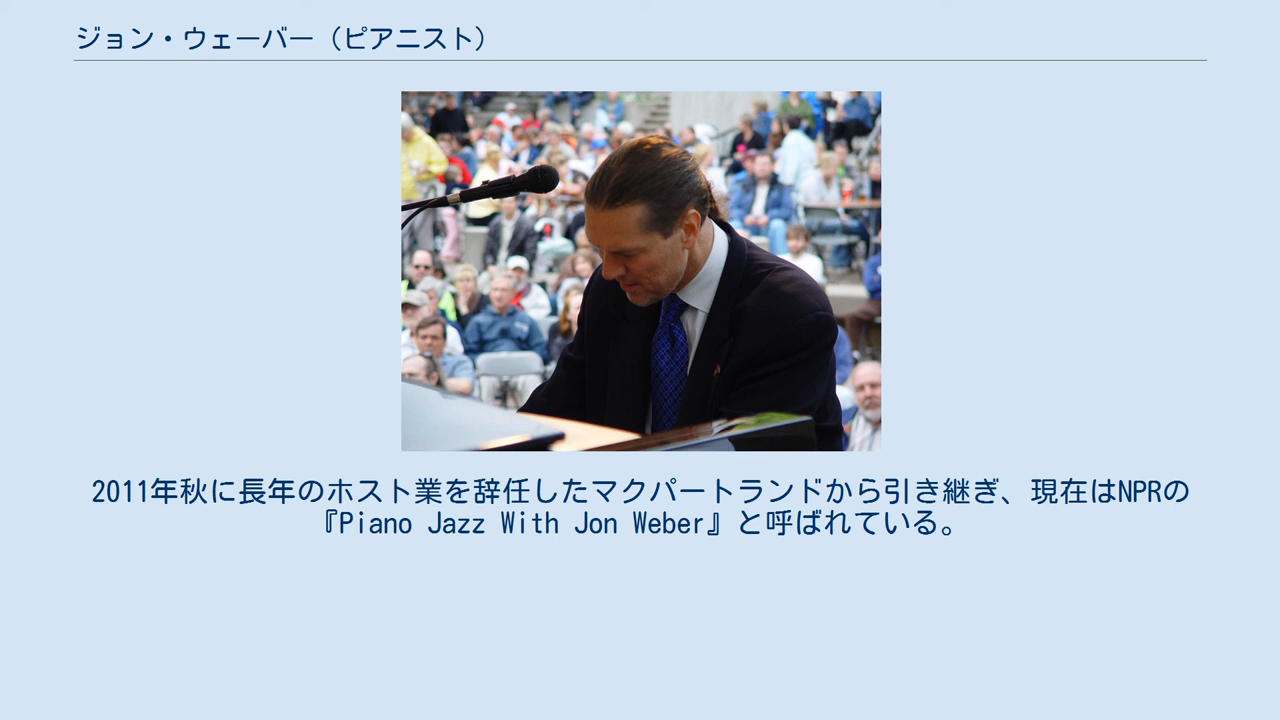 ジョン・ウェーバー（ピアニスト）
2011年秋に長年のホスト業を辞任したマクパートランドから引き継ぎ、現在はNPRの
『Piano Jazz With Jon Weber』と呼ばれている。